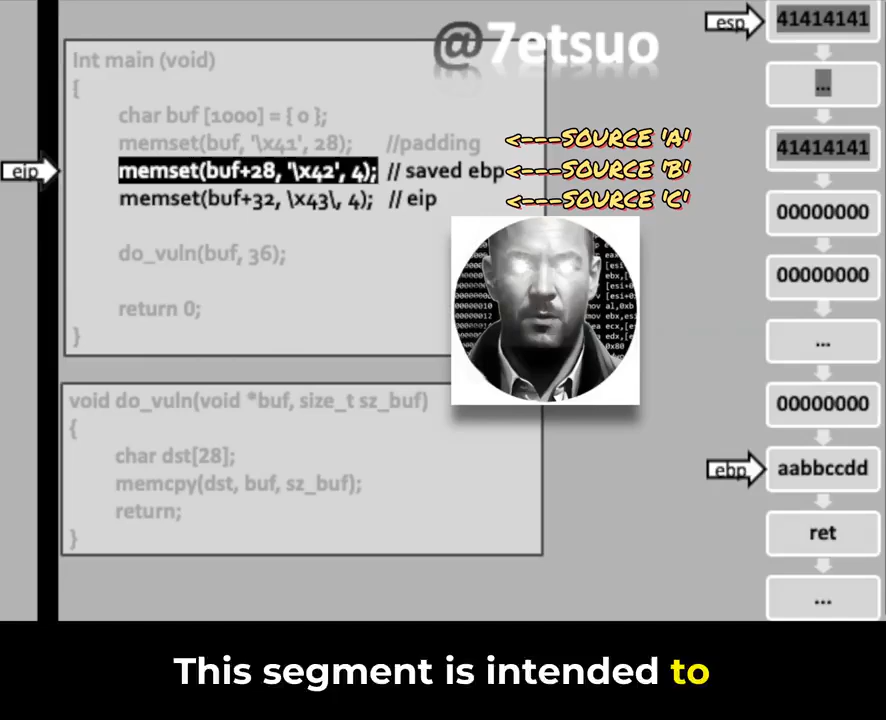 @7etsuo
Int main (void)
{
char buf [1000] = { 0 };
memset(buf, '\x41', 28); //padding
<---SOURCE 'A'
eip
memset(buf+28, '\x42', 4); // saved ebp
<---SOURCE 'B'
memset(buf+32, \x43\, 4); // eip
<---SOURCE 'C'
do_vuln(buf, 36);
return 0;
}
void do_vuln(void *buf, size_t sz_buf)
{
char dst[28];
memcpy(dst, buf, sz_buf);
return;
}
esp
41414141
...
41414141
00000000
00000000
...
00000000
ebp
aabbccdd
ret
...
This segment is intended to